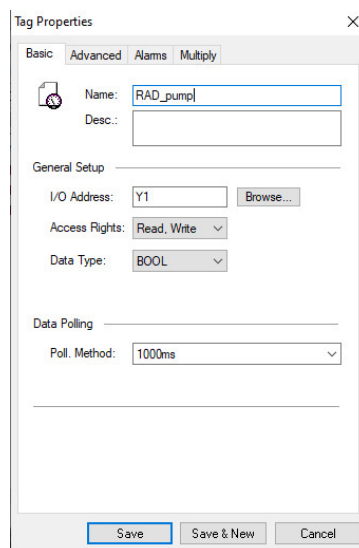 Tag Properties
Basic Advanced Alarms Multiply
Name: RAD_pump
Desc.:
General Setup
I/O Address: Y1 Browse...
Access Rights: Read, Write
Data Type: BOOL
Data Polling
Poll. Method: 1000ms
Save Save & New Cancel